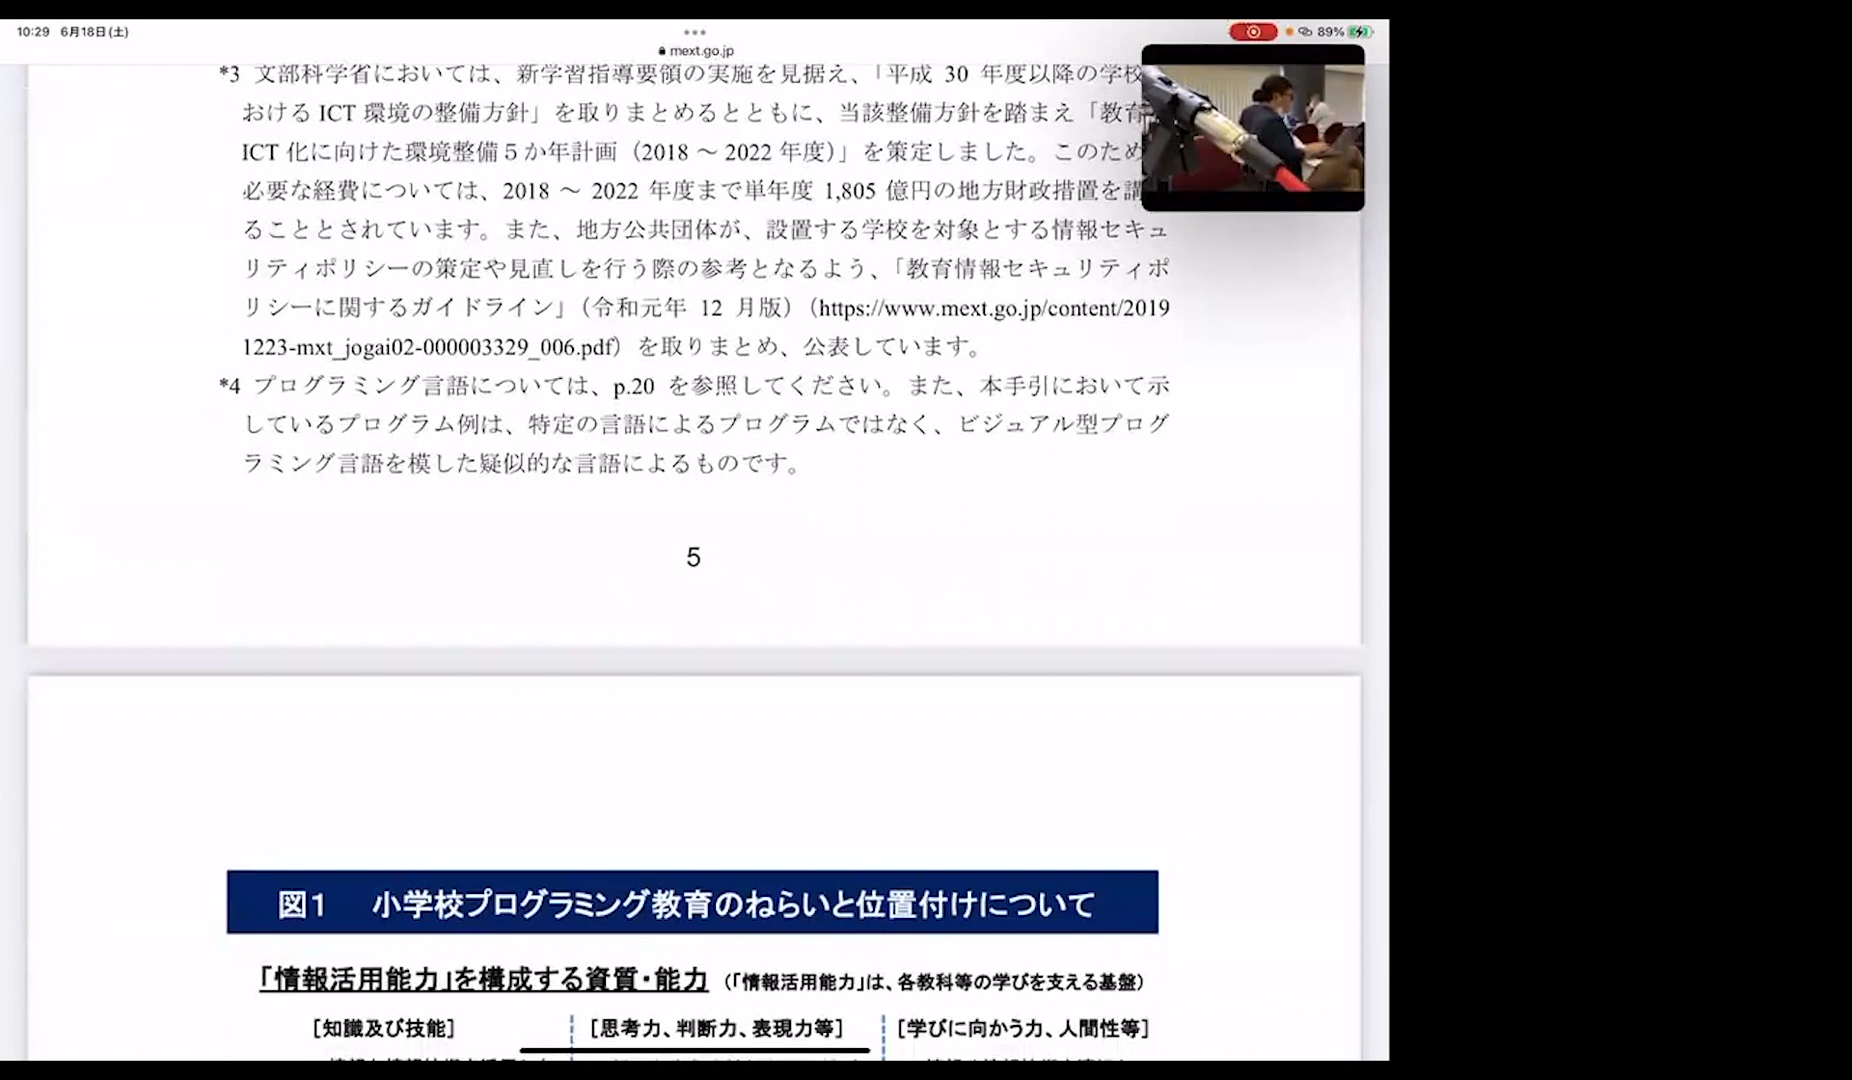 10:29 6月18日(土)
89%
mext.go.jp
*3 文部科学省においては、新学習指導要領の実施を見据え、「平成 30 年度以降の学校
おける ICT 環境の整備方針」を取りまとめるとともに、当該整備方針を踏まえ「教育
ICT 化に向けた環境整備５か年計画（2018 ～ 2022 年度）」を策定しました。このため
必要な経費については、2018 ～ 2022 年度まで単年度 1,805 億円の地方財政措置を講
ることとされています。また、地方公共団体が、設置する学校を対象とする情報セキュ
リティポリシーの策定や見直しを行う際の参考となるよう、「教育情報セキュリティポ
リシーに関するガイドライン」（令和元年 12 月版）（https://www.mext.go.jp/content/2019
1223-mxt_jogai02-000003329_006.pdf）を取りまとめ、公表しています。
*4 プログラミング言語については、p.20 を参照してください。また、本手引において示
しているプログラム例は、特定の言語によるプログラムではなく、ビジュアル型プログ
ラミング言語を模した疑似的な言語によるものです。
5
図１ 小学校プログラミング教育のねらいと位置付けについて
「情報活用能力」を構成する資質・能力 （「情報活用能力」は、各教科等の学びを支える基盤）
［知識及び技能］ ［思考力、判断力、表現力等］ ［学びに向かう力、人間性等］